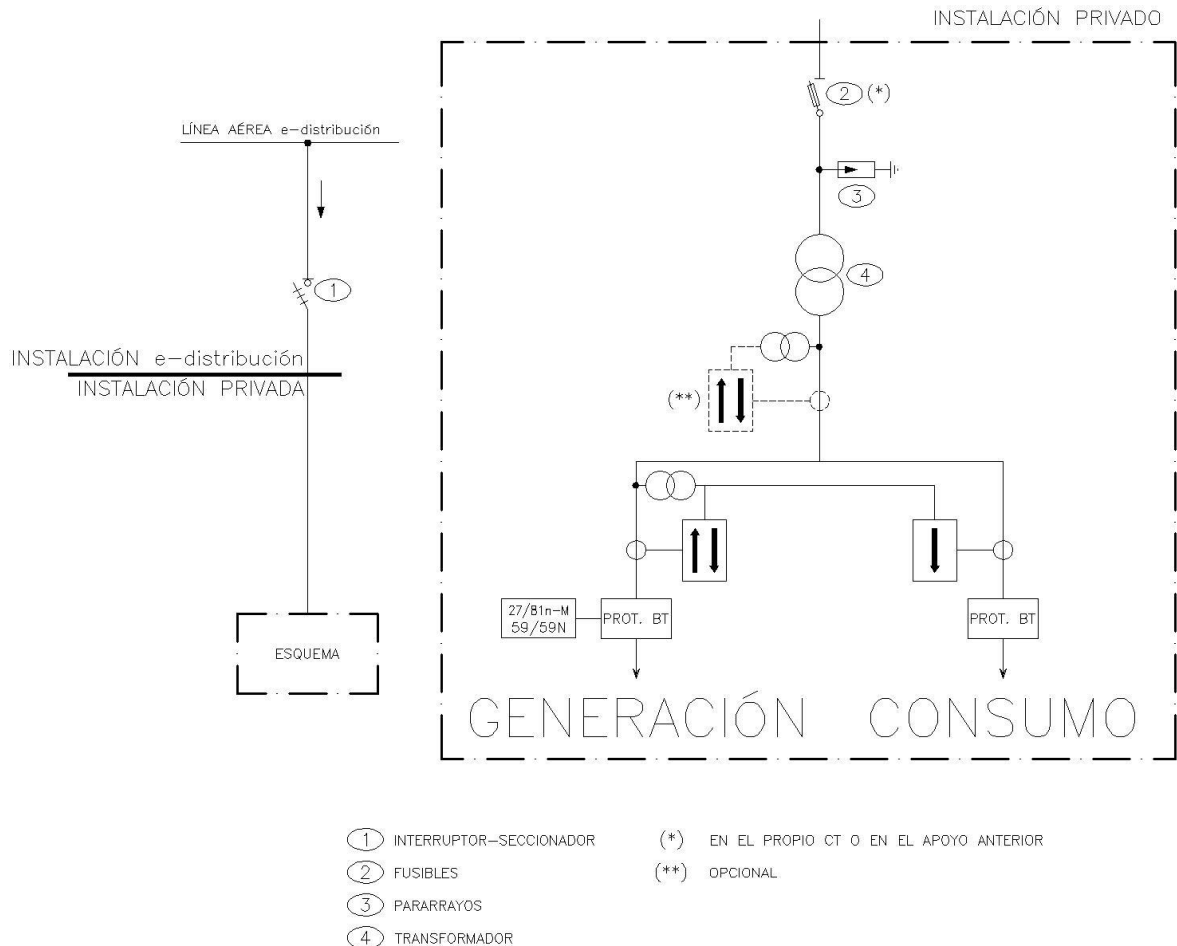 INSTALACIÓN PRIVADO
LÍNEA AÉREA e-distribución
1
INSTALACIÓN e-distribución
INSTALACIÓN PRIVADA
ESQUEMA
2 (*)
3
4
(**)
27/81n-M
59/59N
PROT. BT
PROT. BT
GENERACIÓN
CONSUMO
1 INTERRUPTOR-SECCIONADOR
2 FUSIBLES
3 PARARRAYOS
4 TRANSFORMADOR
(*) EN EL PROPIO CT O EN EL APOYO ANTERIOR
(**) OPCIONAL